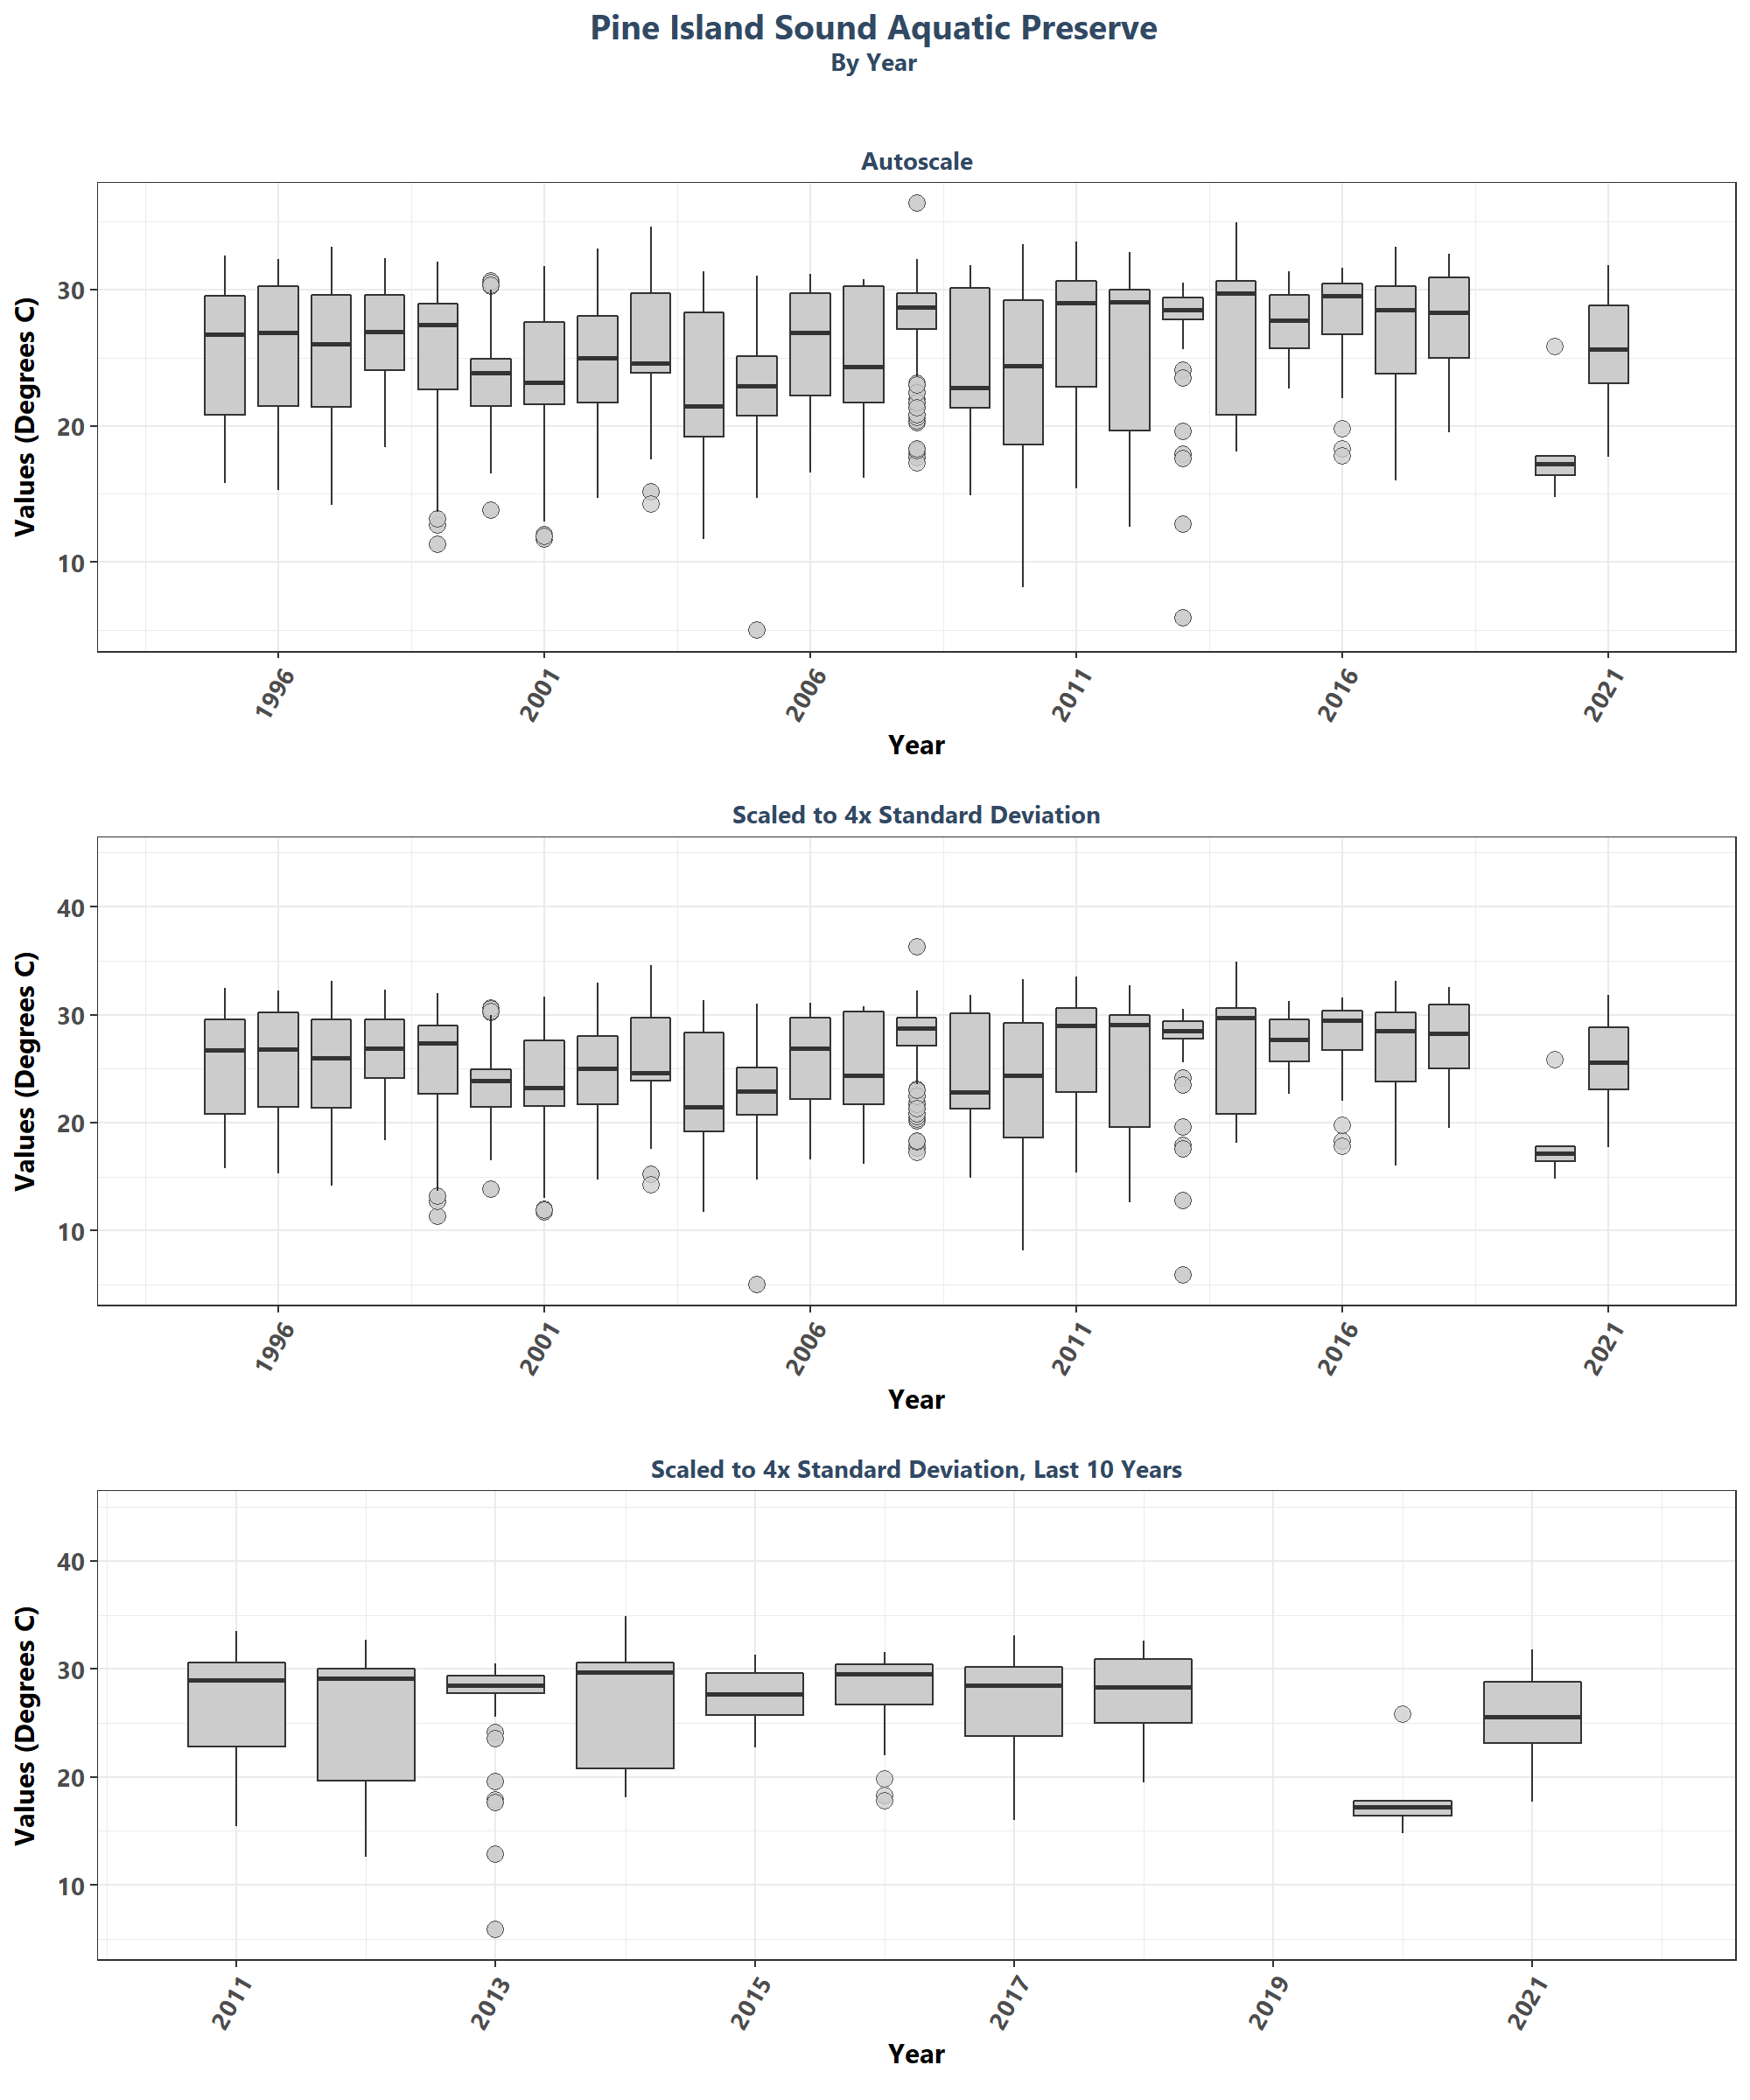 Pine Island Sound Aquatic Preserve
By Year
Autoscale
Values (Degrees C)
30
20
10
1996
2001
2006
2011
2016
2021
Year
Scaled to 4x Standard Deviation
Values (Degrees C)
40
30
20
10
1996
2001
2006
2011
2016
2021
Year
Scaled to 4x Standard Deviation, Last 10 Years
Values (Degrees C)
40
30
20
10
2011
2013
2015
2017
2019
2021
Year